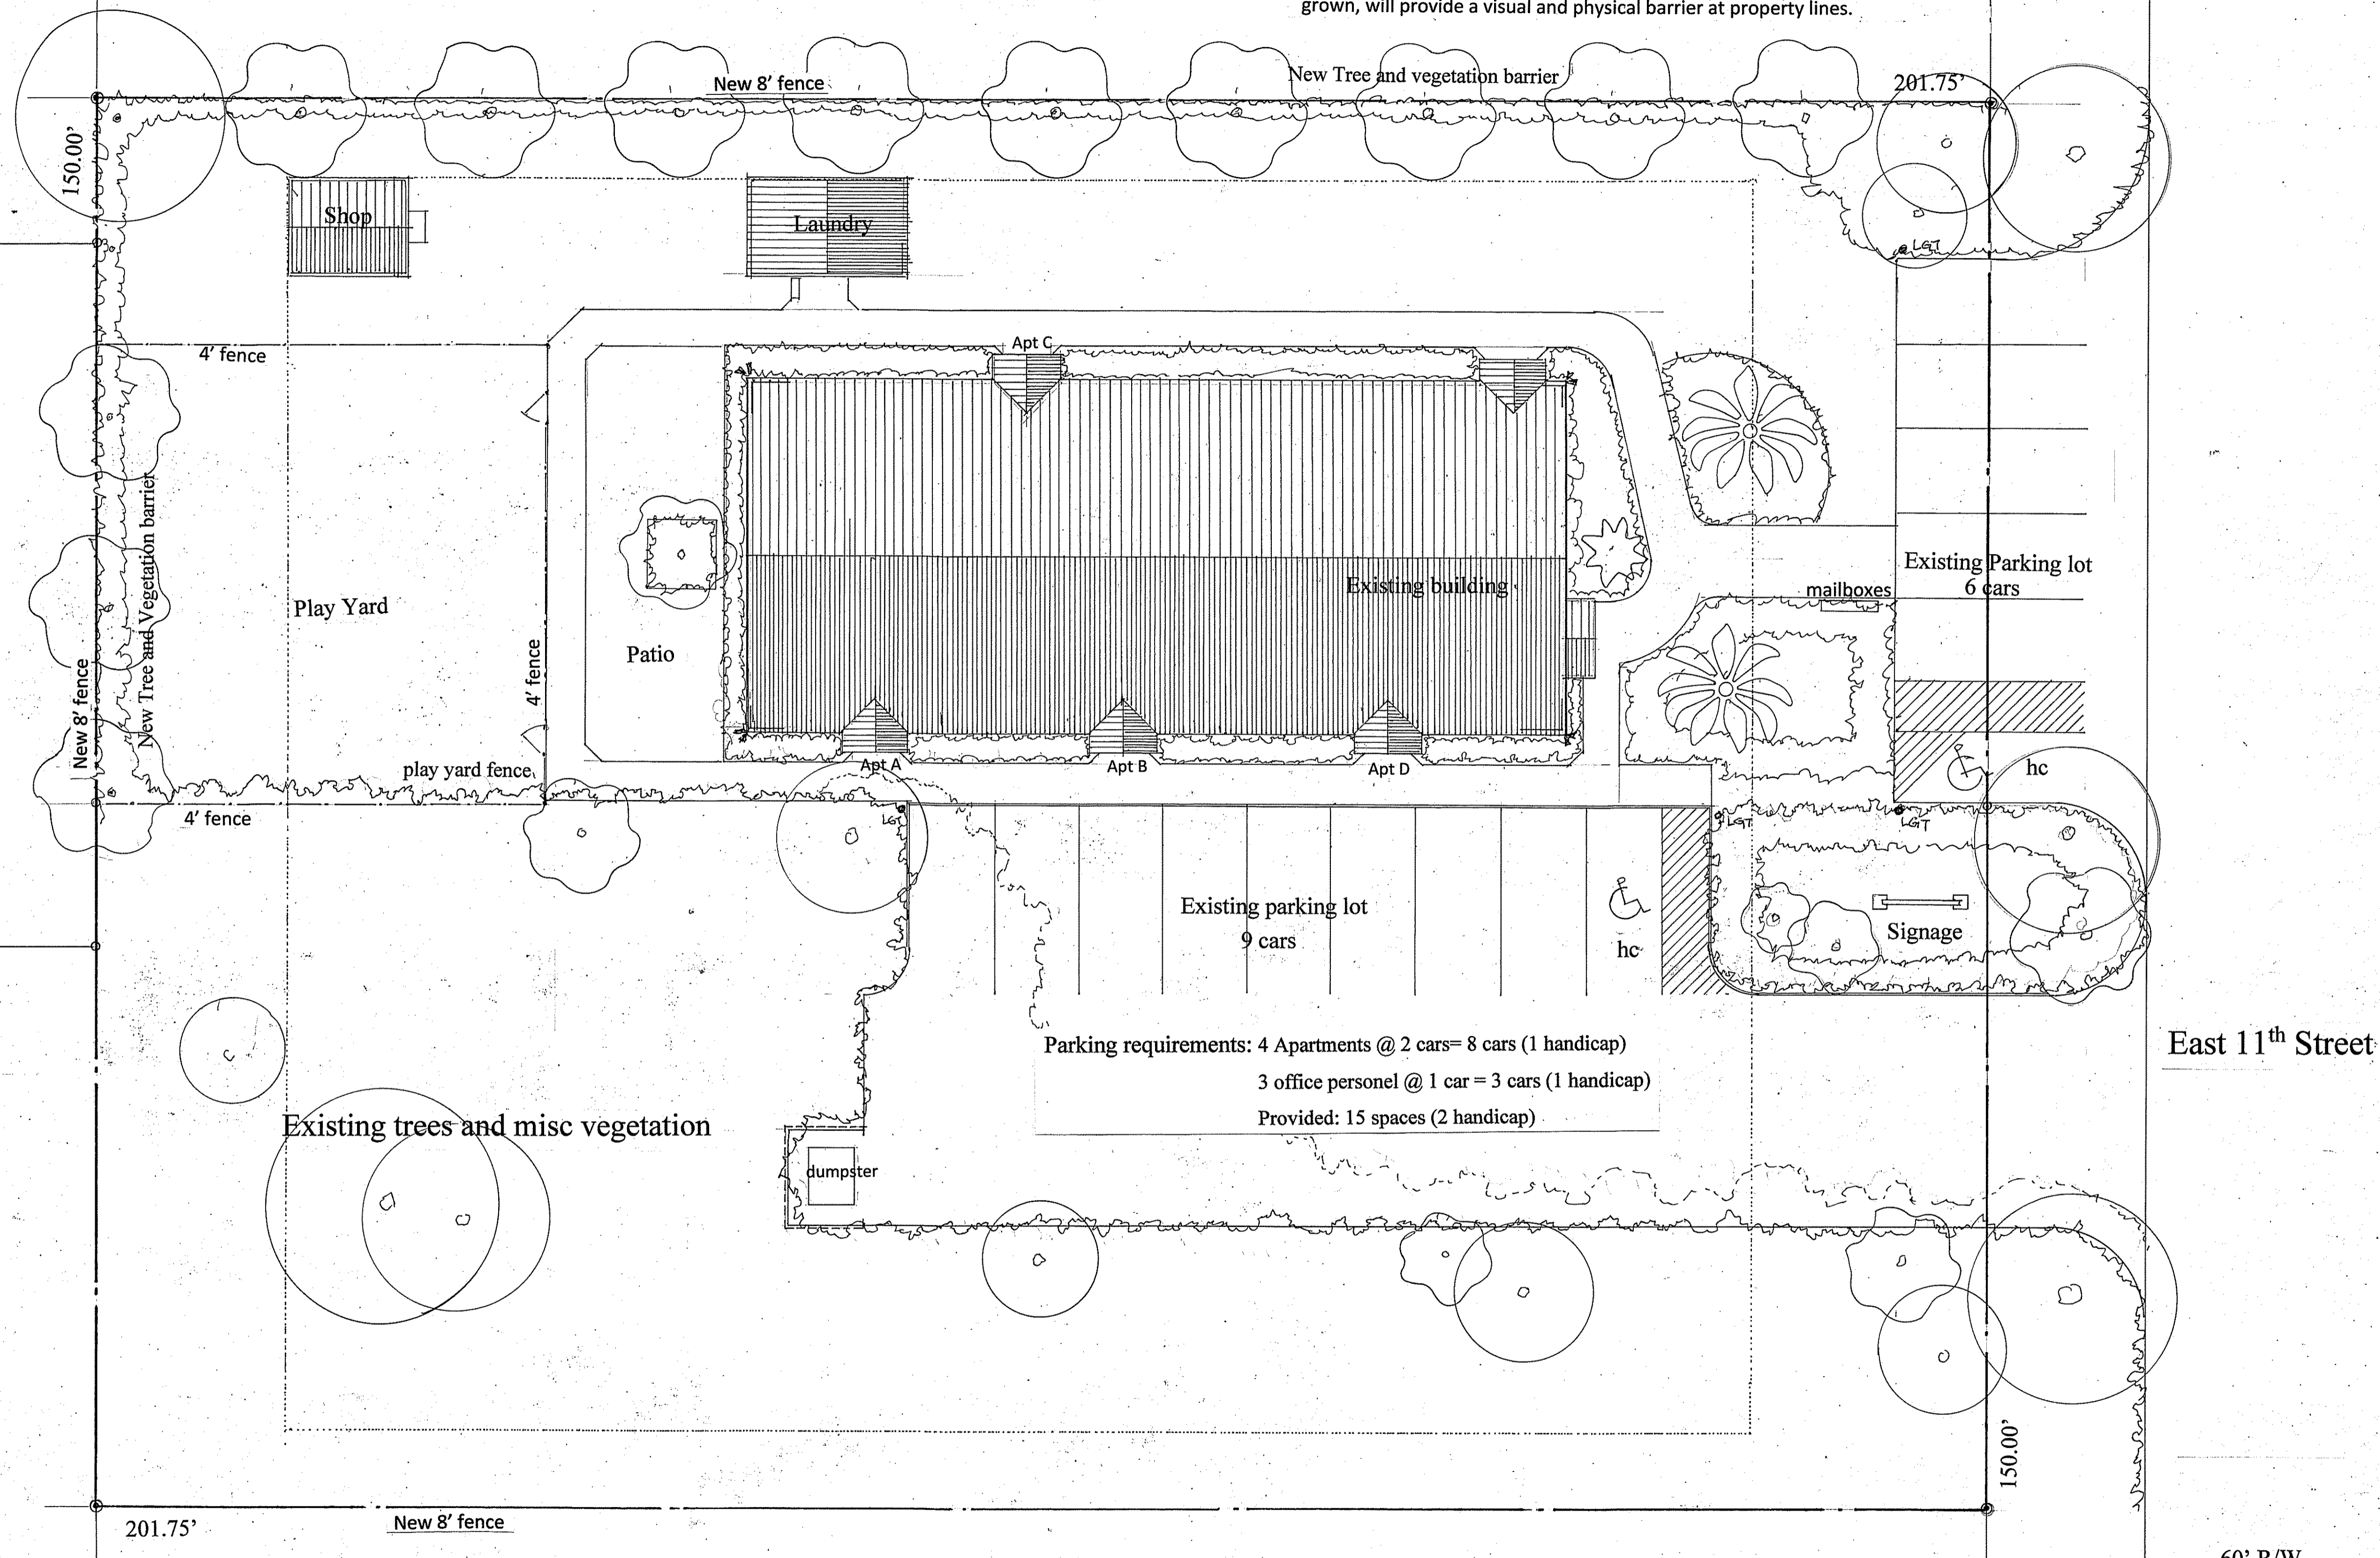 grown, will provide a visual and physical barrier at property lines.
New 8' fence
New Tree and vegetation barrier
201.75'
150.00'
Shop
Laundry
LGT
4' fence
Apt C
New Tree and Vegetation barrier
Play Yard
Existing building
Existing Parking lot
6 cars
mailboxes
Patio
4' fence
New 8' fence
play yard fence
Apt A
Apt B
Apt D
hc
4' fence
LGT
LGT
LGT
Existing parking lot
9 cars
hc
Signage
Parking requirements: 4 Apartments @ 2 cars= 8 cars (1 handicap)
3 office personel @ 1 car = 3 cars (1 handicap)
Provided: 15 spaces (2 handicap)
East 11th Street
Existing trees and misc vegetation
dumpster
150.00'
201.75'
New 8' fence
60' R/W